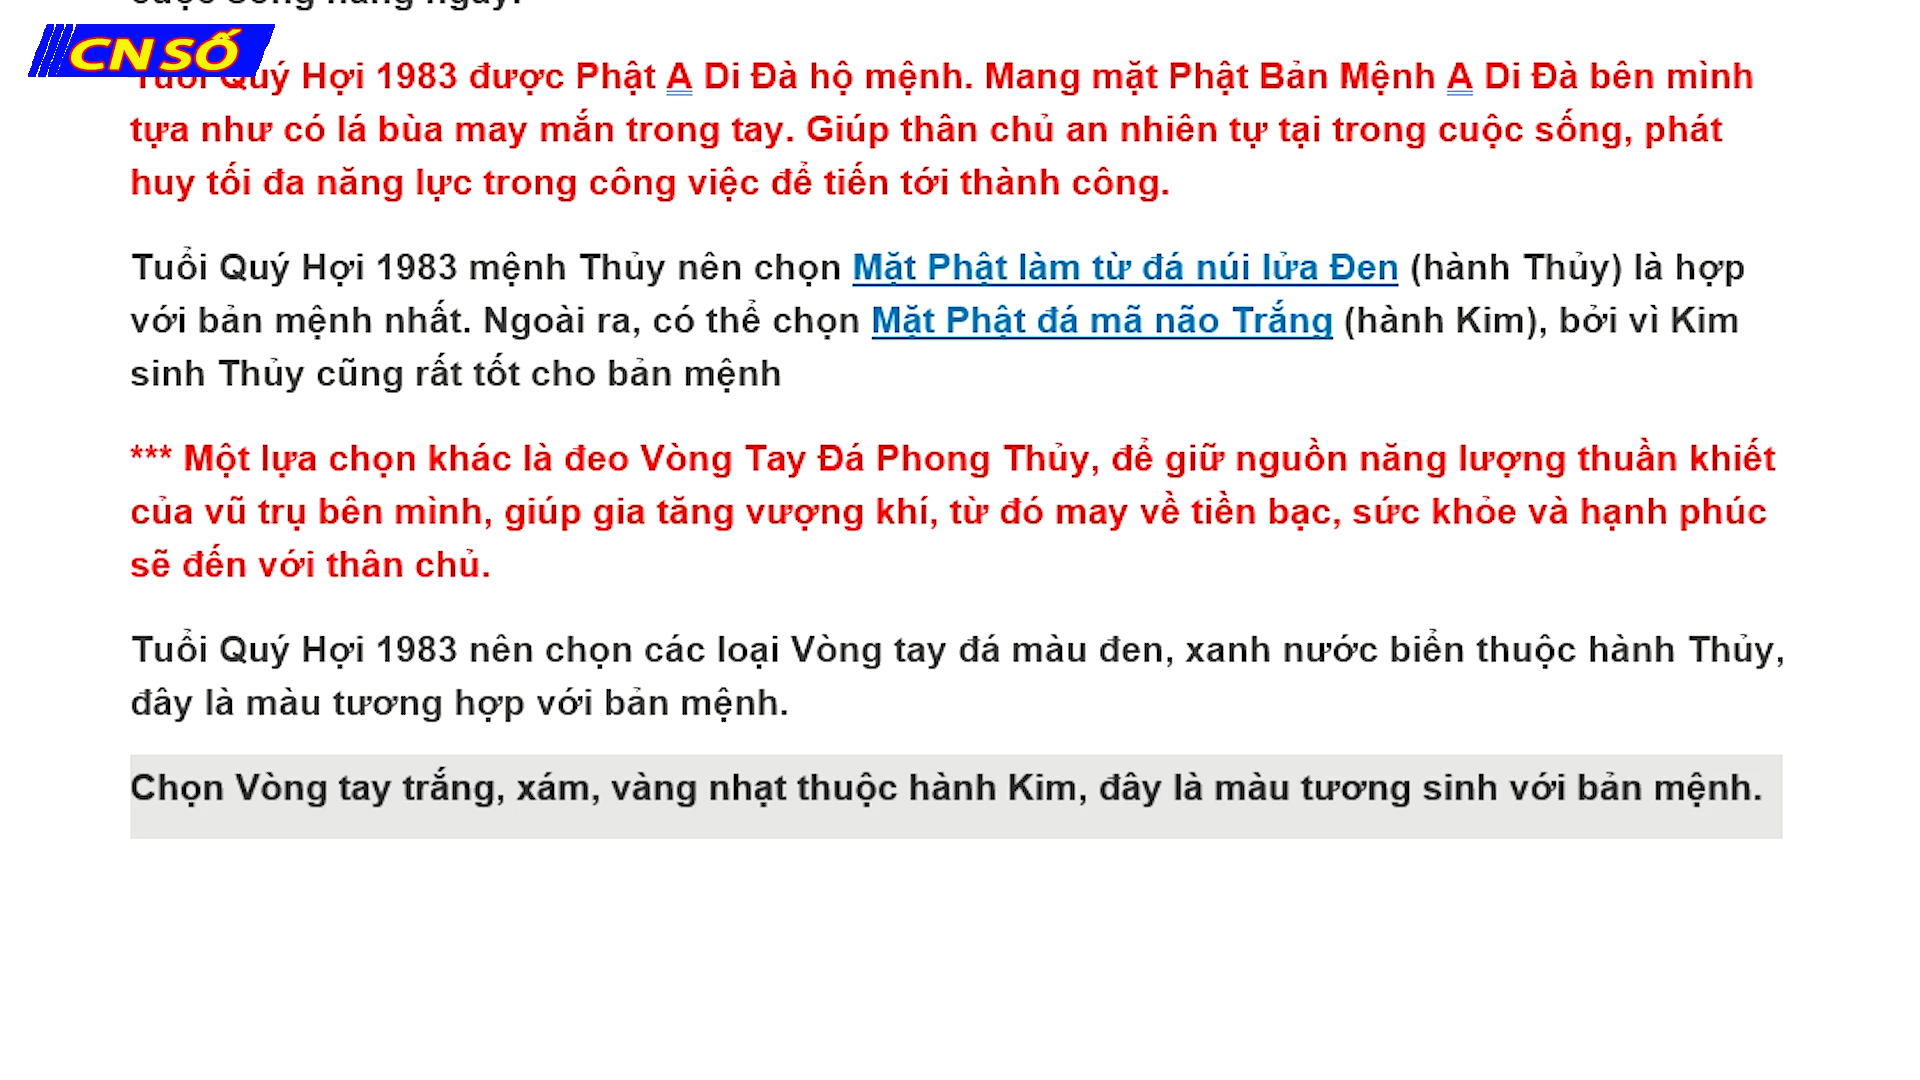 cuộc sống hàng ngày.
CN SỐ
Tuổi Quý Hợi 1983 được Phật A Di Đà hộ mệnh. Mang mặt Phật Bản Mệnh A Di Đà bên mình
tựa như có lá bùa may mắn trong tay. Giúp thân chủ an nhiên tự tại trong cuộc sống, phát
huy tối đa năng lực trong công việc để tiến tới thành công.
Tuổi Quý Hợi 1983 mệnh Thủy nên chọn Mặt Phật làm từ đá núi lửa Đen (hành Thủy) là hợp
với bản mệnh nhất. Ngoài ra, có thể chọn Mặt Phật đá mã não Trắng (hành Kim), bởi vì Kim
sinh Thủy cũng rất tốt cho bản mệnh
*** Một lựa chọn khác là đeo Vòng Tay Đá Phong Thủy, để giữ nguồn năng lượng thuần khiết
của vũ trụ bên mình, giúp gia tăng vượng khí, từ đó may về tiền bạc, sức khỏe và hạnh phúc
sẽ đến với thân chủ.
Tuổi Quý Hợi 1983 nên chọn các loại Vòng tay đá màu đen, xanh nước biển thuộc hành Thủy,
đây là màu tương hợp với bản mệnh.
Chọn Vòng tay trắng, xám, vàng nhạt thuộc hành Kim, đây là màu tương sinh với bản mệnh.